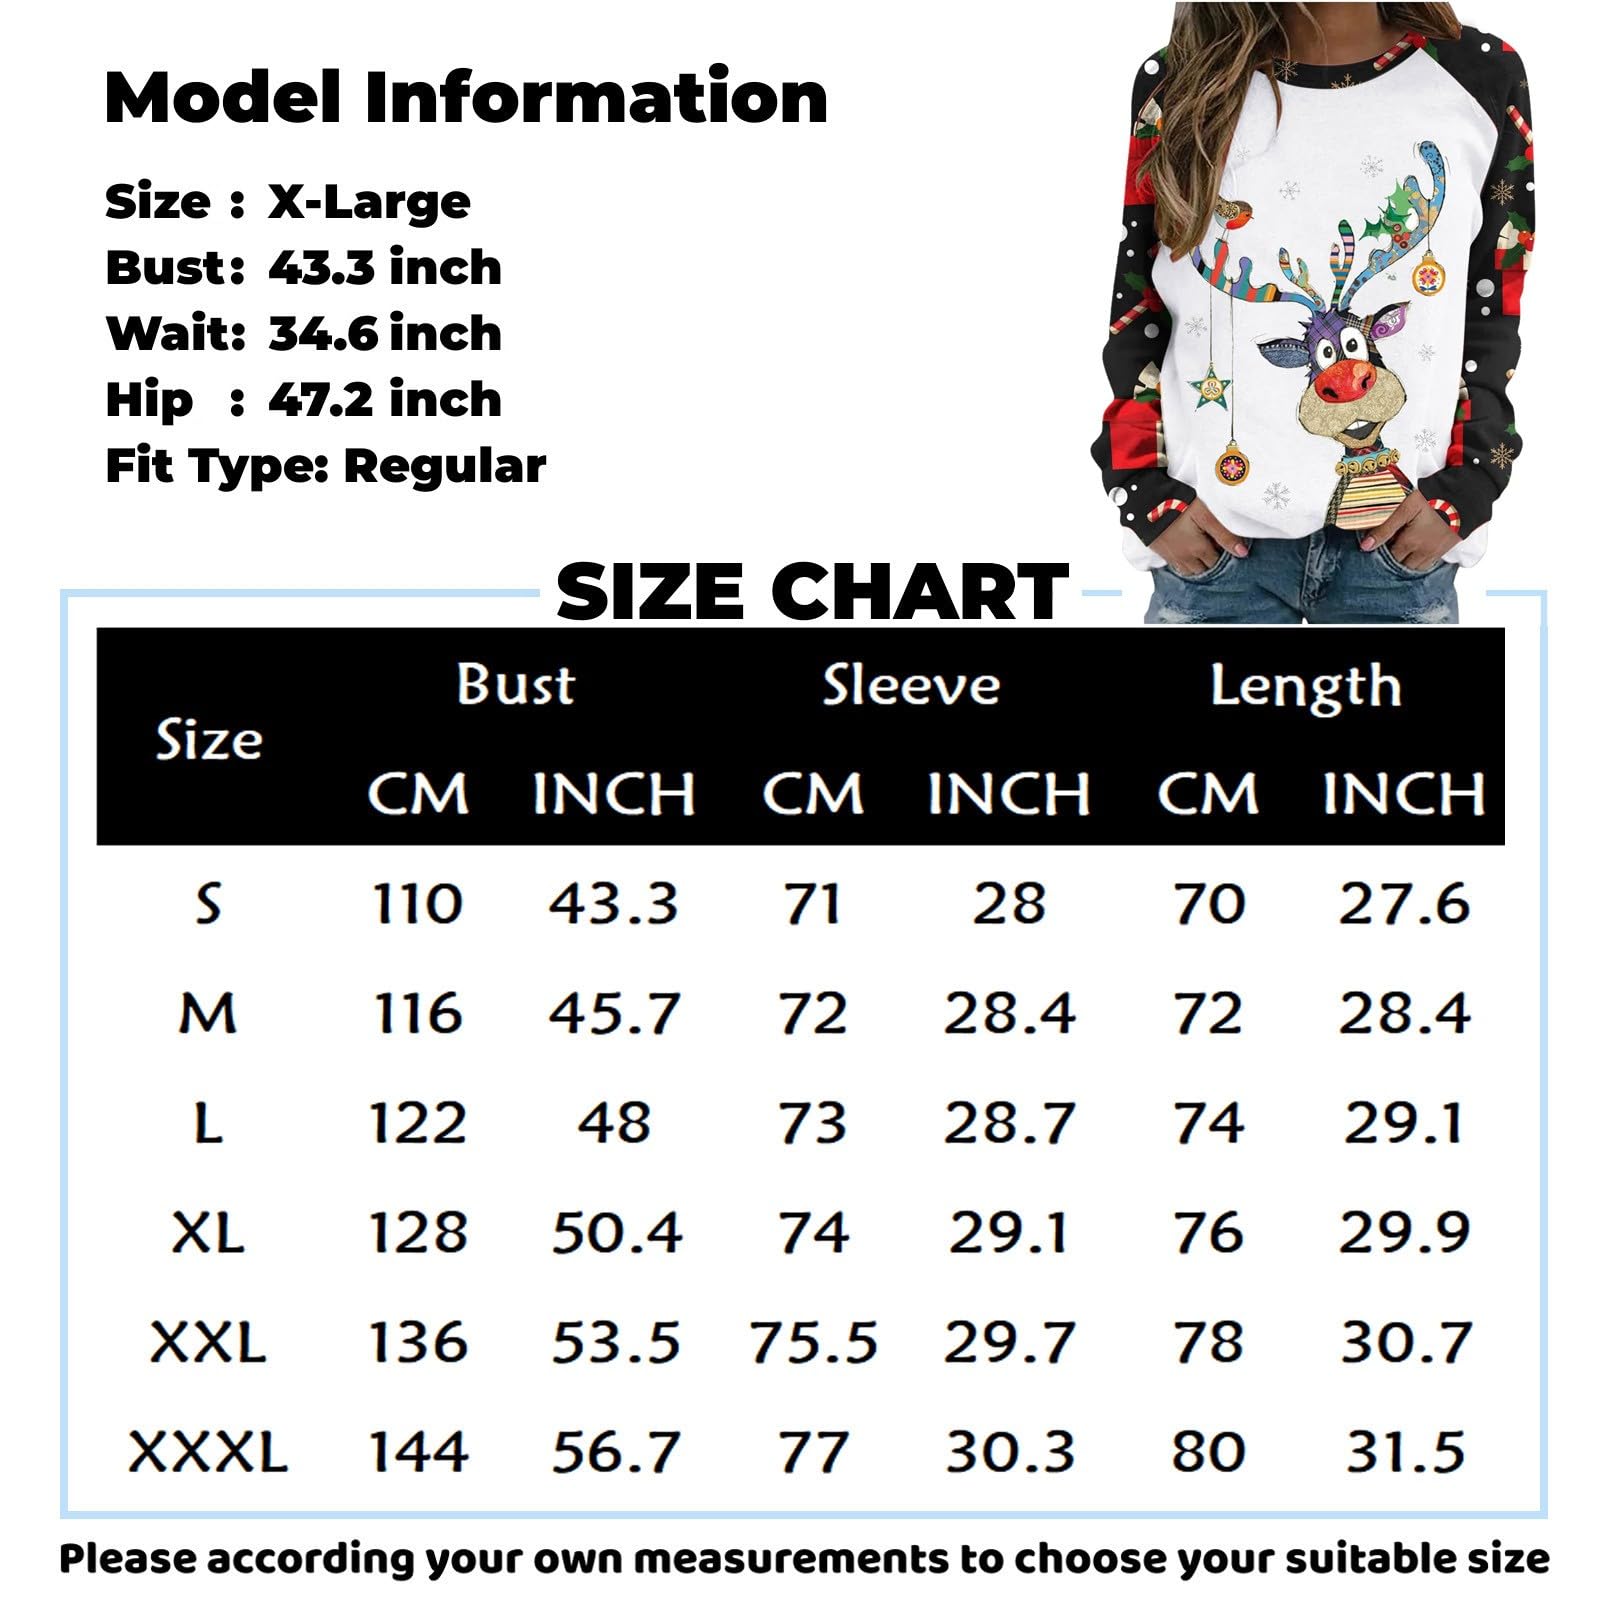 Model Information
Size : X-Large
Bust: 43.3 inch
Wait: 34.6 inch
Hip : 47.2 inch
Fit Type: Regular
SIZE CHART
Size Bust Sleeve Length
CM INCH CM INCH CM INCH
S 110 43.3 71 28 70 27.6
M 116 45.7 72 28.4 72 28.4
L 122 48 73 28.7 74 29.1
XL 128 50.4 74 29.1 76 29.9
XXL 136 53.5 75.5 29.7 78 30.7
XXXL 144 56.7 77 30.3 80 31.5
Please according your own measurements to choose your suitable size